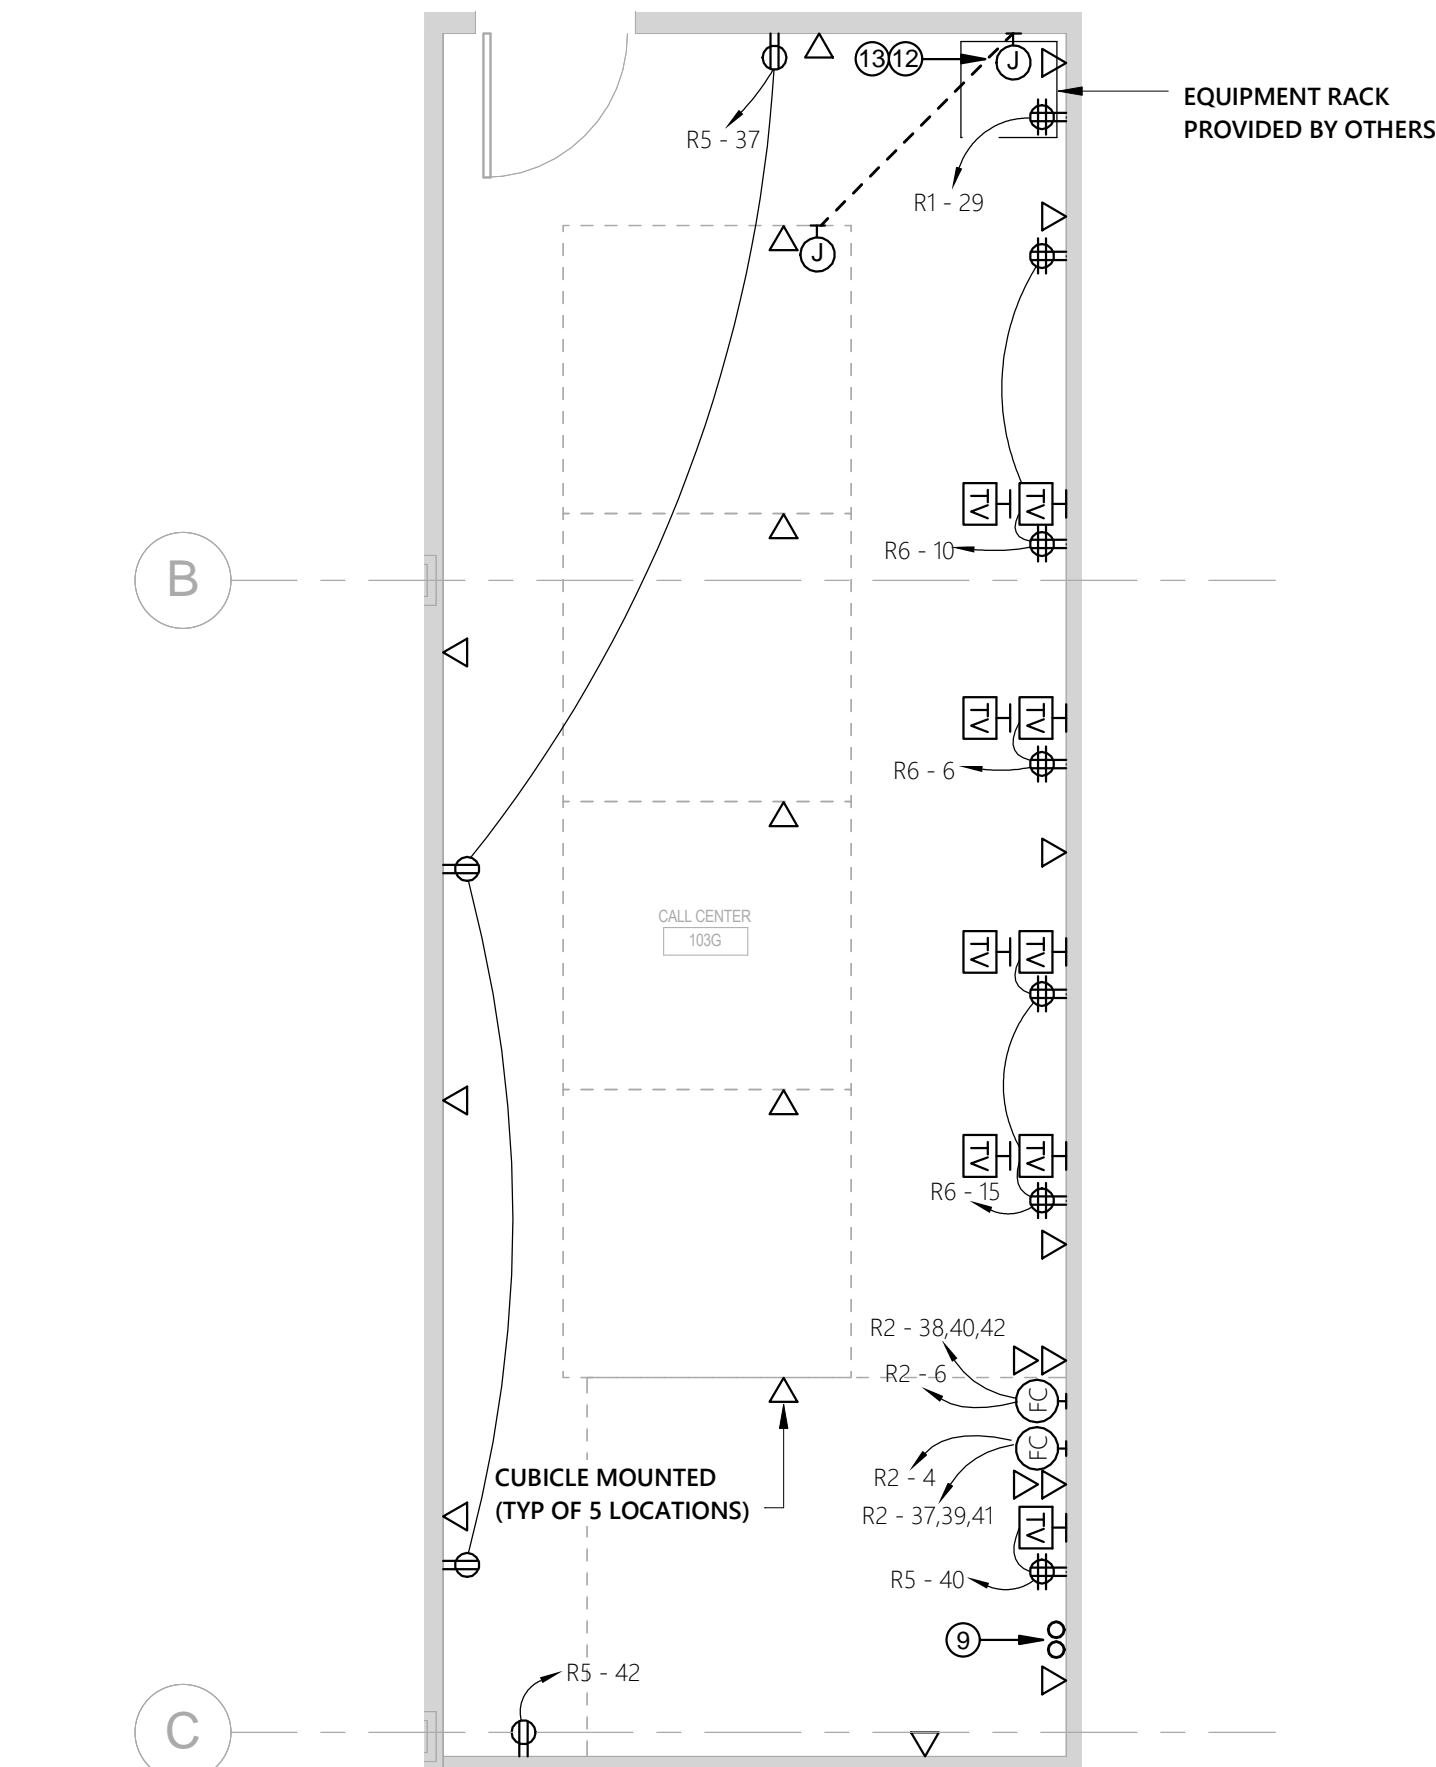 13 12 J
EQUIPMENT RACK
PROVIDED BY OTHERS
R5 - 37
R1 - 29
J
TV TV
R6 - 10
B
TV TV
R6 - 6
CALL CENTER
103G
TV TV
TV TV
R6 - 15
R2 - 38,40,42
R2 - 6
FC
FC
CUBICLE MOUNTED
(TYP OF 5 LOCATIONS)
R2 - 4
R2 - 37,39,41
TV
R5 - 40
9
R5 - 42
C